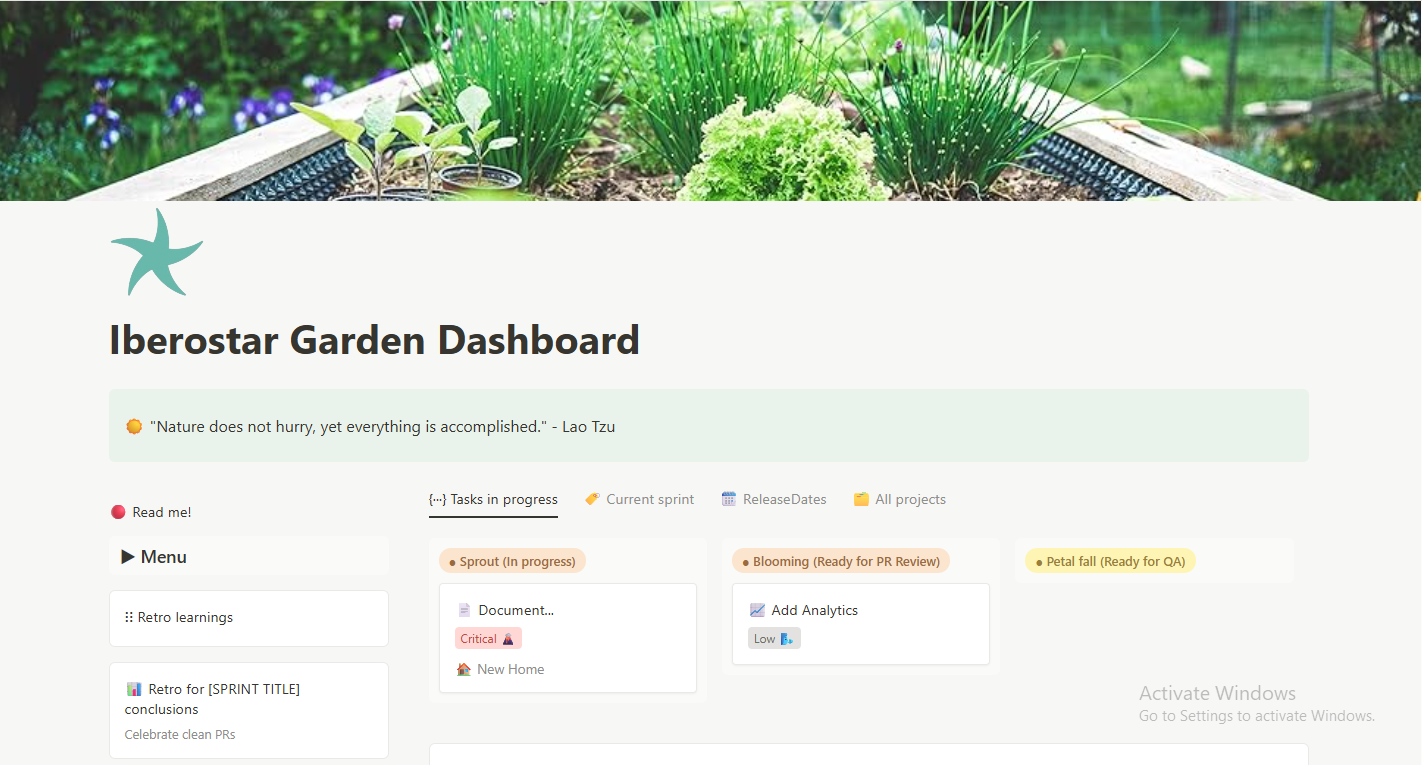 Iberostar Garden Dashboard
"Nature does not hurry, yet everything is accomplished." - Lao Tzu
Read me!
Menu
Retro learnings
Retro for [SPRINT TITLE]
conclusions
Celebrate clean PRs
{···} Tasks in progress
Current sprint
ReleaseDates
All projects
● Sprout (In progress)
Document...
Critical
New Home
● Blooming (Ready for PR Review)
Add Analytics
Low
● Petal fall (Ready for QA)
Activate Windows
Go to Settings to activate Windows.